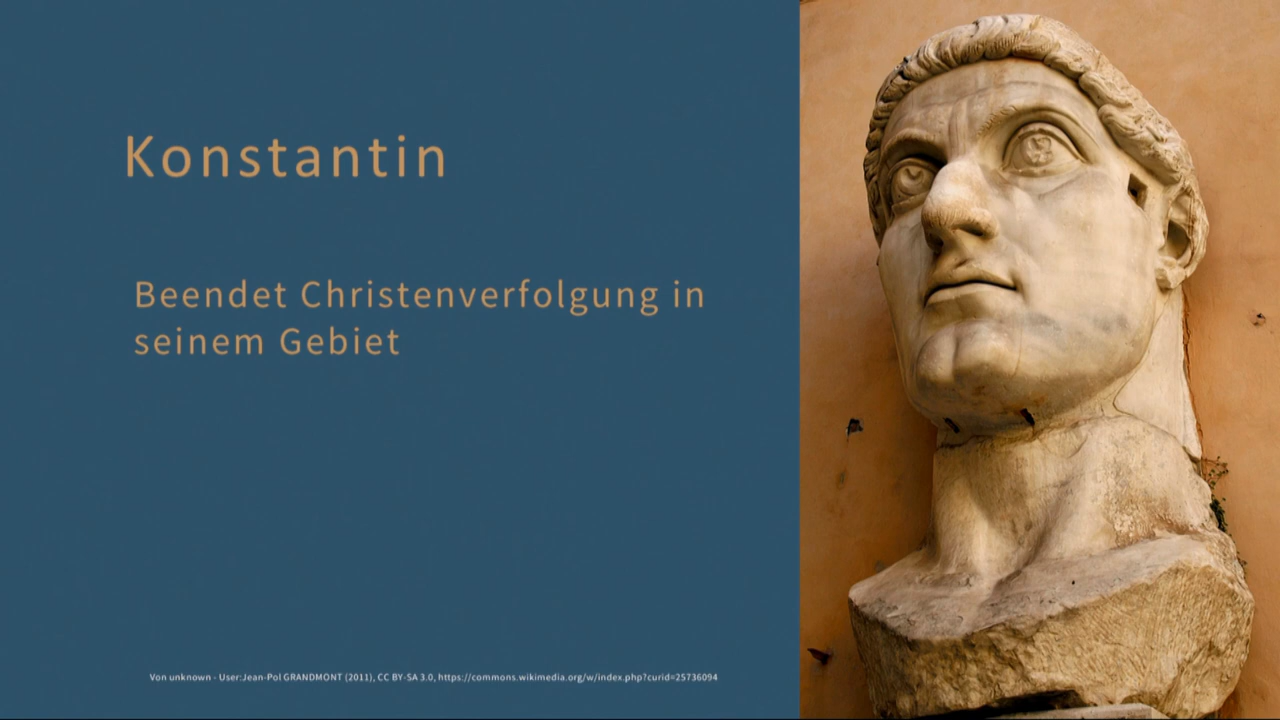 Konstantin
Beendet Christenverfolgung in
seinem Gebiet
Von unknown - User:Jean-Pol GRANDMONT (2011), CC BY-SA 3.0, https://commons.wikimedia.org/w/index.php?curid=25736094